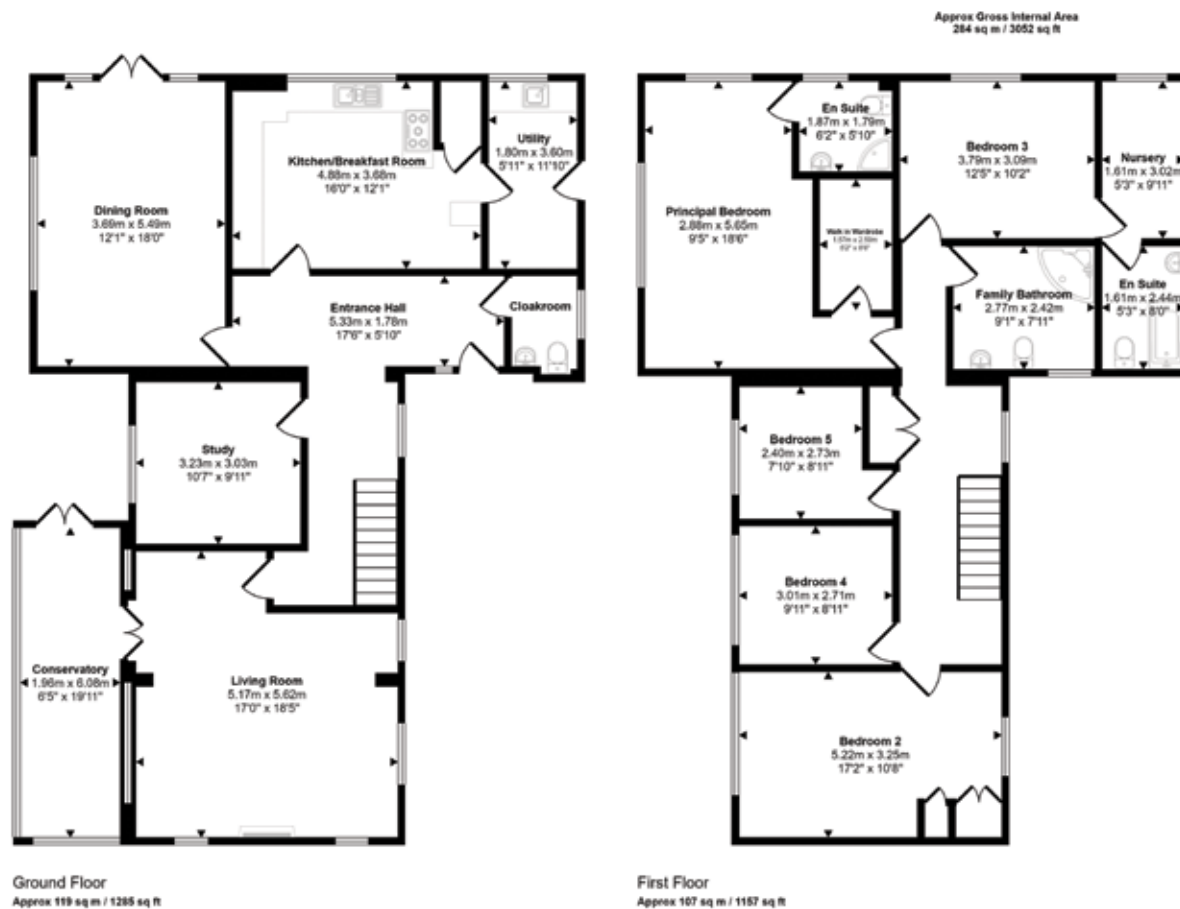 Approx Gross Internal Area
284 sq m / 3052 sq ft
Dining Room
3.69m x 5.49m
12'1" x 18'0"
Kitchen/Breakfast Room
4.88m x 3.68m
16'0" x 12'1"
Utility
1.80m x 3.60m
5'11" x 11'10"
Entrance Hall
5.33m x 1.78m
17'6" x 5'10"
Cloakroom
Study
3.23m x 3.03m
10'7" x 9'11"
Conservatory
1.96m x 6.08m
6'5" x 19'11"
Living Room
5.17m x 5.62m
17'0" x 18'5"
Ground Floor
Approx 119 sq m / 1285 sq ft
Principal Bedroom
2.88m x 5.65m
9'5" x 18'6"
En Suite
1.87m x 1.79m
6'2" x 5'10"
Walk in Wardrobe
Bedroom 3
3.79m x 3.09m
12'5" x 10'2"
Nursery
1.61m x 3.02m
5'3" x 9'11"
Family Bathroom
2.77m x 2.42m
9'1" x 7'11"
En Suite
1.61m x 2.44m
5'3" x 8'0"
Bedroom 5
2.40m x 2.73m
7'10" x 8'11"
Bedroom 4
3.01m x 2.71m
9'11" x 8'11"
Bedroom 2
5.22m x 3.25m
17'2" x 10'8"
First Floor
Approx 107 sq m / 1157 sq ft